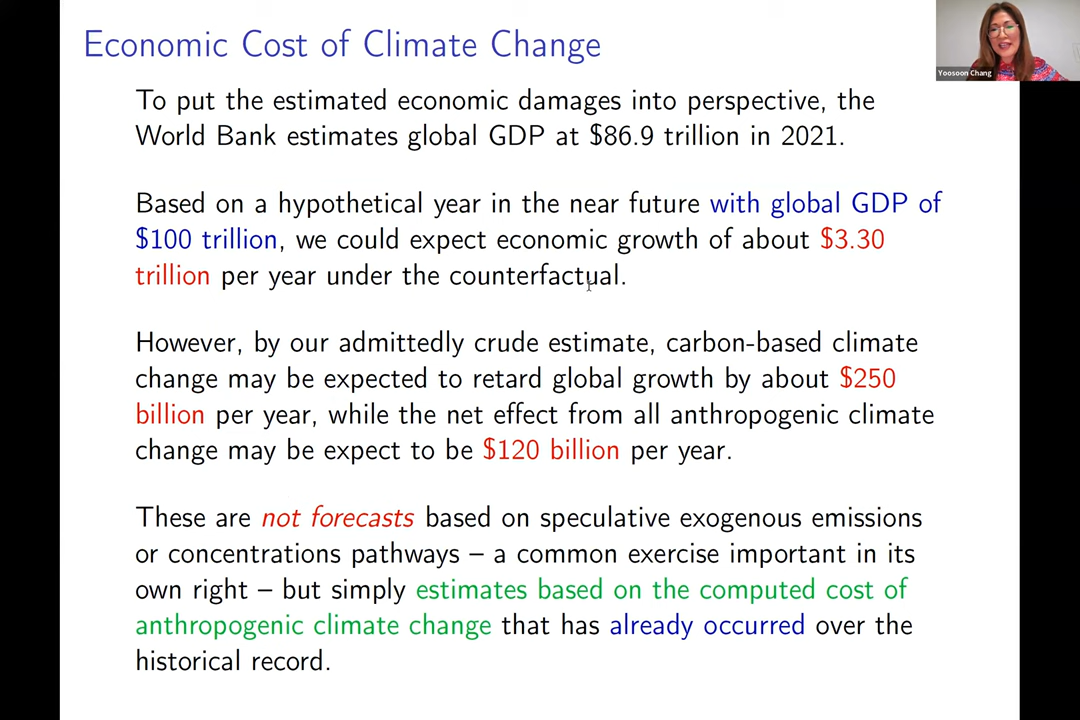 Economic Cost of Climate Change
Yoosoon Chang
To put the estimated economic damages into perspective, the
World Bank estimates global GDP at $86.9 trillion in 2021.
Based on a hypothetical year in the near future with global GDP of
$100 trillion, we could expect economic growth of about $3.30
trillion per year under the counterfactual.
However, by our admittedly crude estimate, carbon-based climate
change may be expected to retard global growth by about $250
billion per year, while the net effect from all anthropogenic climate
change may be expect to be $120 billion per year.
These are not forecasts based on speculative exogenous emissions
or concentrations pathways – a common exercise important in its
own right – but simply estimates based on the computed cost of
anthropogenic climate change that has already occurred over the
historical record.